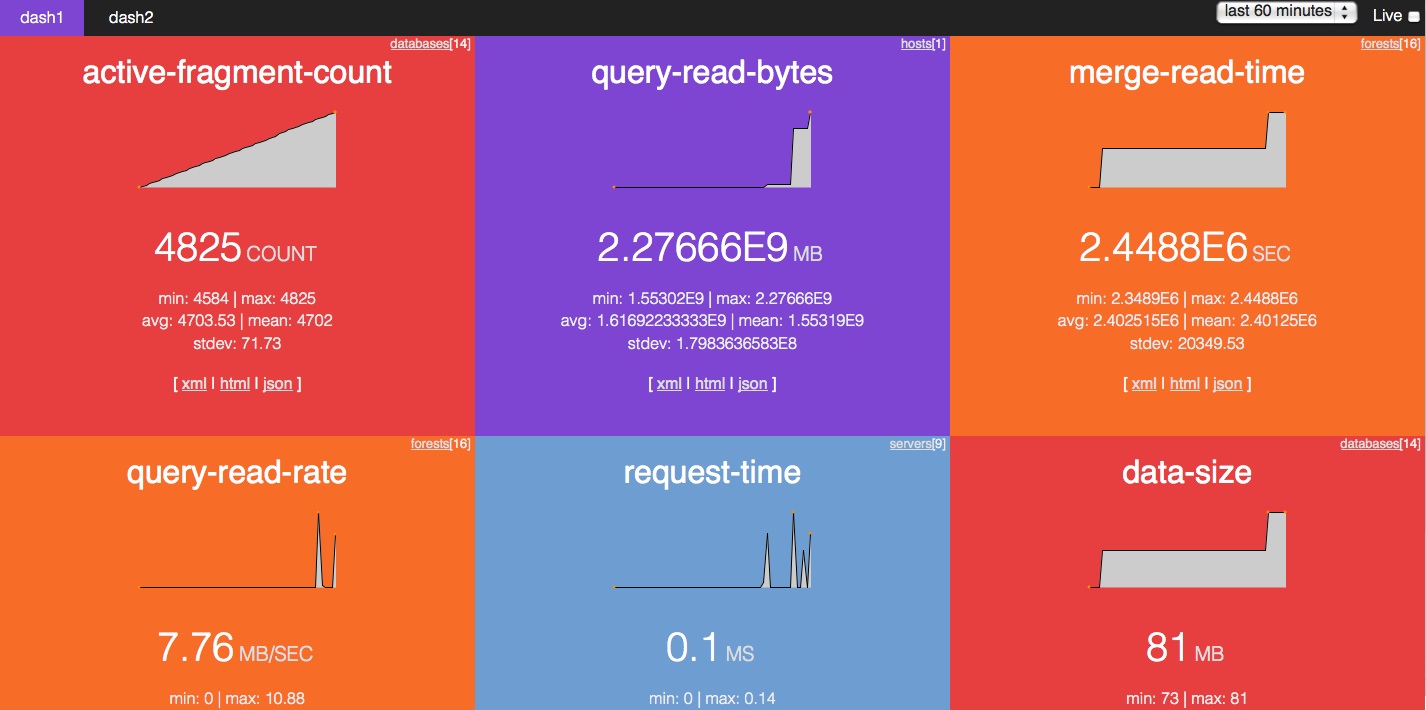 dash1 dash2 last 60 minutes Live
databases[14]
active-fragment-count
4825 COUNT
min: 4584 | max: 4825
avg: 4703.53 | mean: 4702
stdev: 71.73
[ xml | html | json ]
hosts[1]
query-read-bytes
2.27666E9 MB
min: 1.55302E9 | max: 2.27666E9
avg: 1.61692233333E9 | mean: 1.55319E9
stdev: 1.7983636583E8
[ xml | html | json ]
forests[16]
merge-read-time
2.4488E6 SEC
min: 2.3489E6 | max: 2.4488E6
avg: 2.402515E6 | mean: 2.40125E6
stdev: 20349.53
[ xml | html | json ]
forests[16]
query-read-rate
7.76 MB/SEC
min: 0 | max: 10.88
servers[9]
request-time
0.1 MS
min: 0 | max: 0.14
databases[14]
data-size
81 MB
min: 73 | max: 81